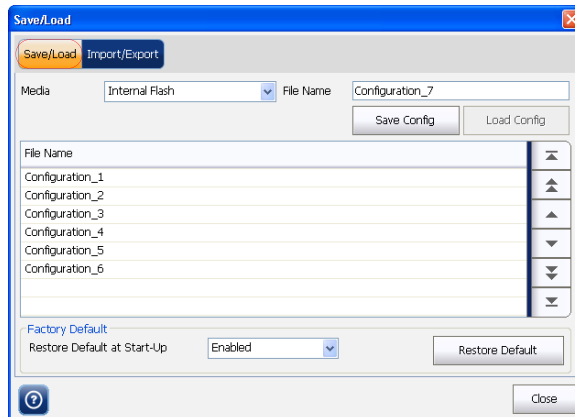 Save/Load
Save/Load Import/Export
Media Internal Flash File Name Configuration_7
Save Config Load Config
File Name
Configuration_1
Configuration_2
Configuration_3
Configuration_4
Configuration_5
Configuration_6
Factory Default
Restore Default at Start-Up Enabled Restore Default
? Close